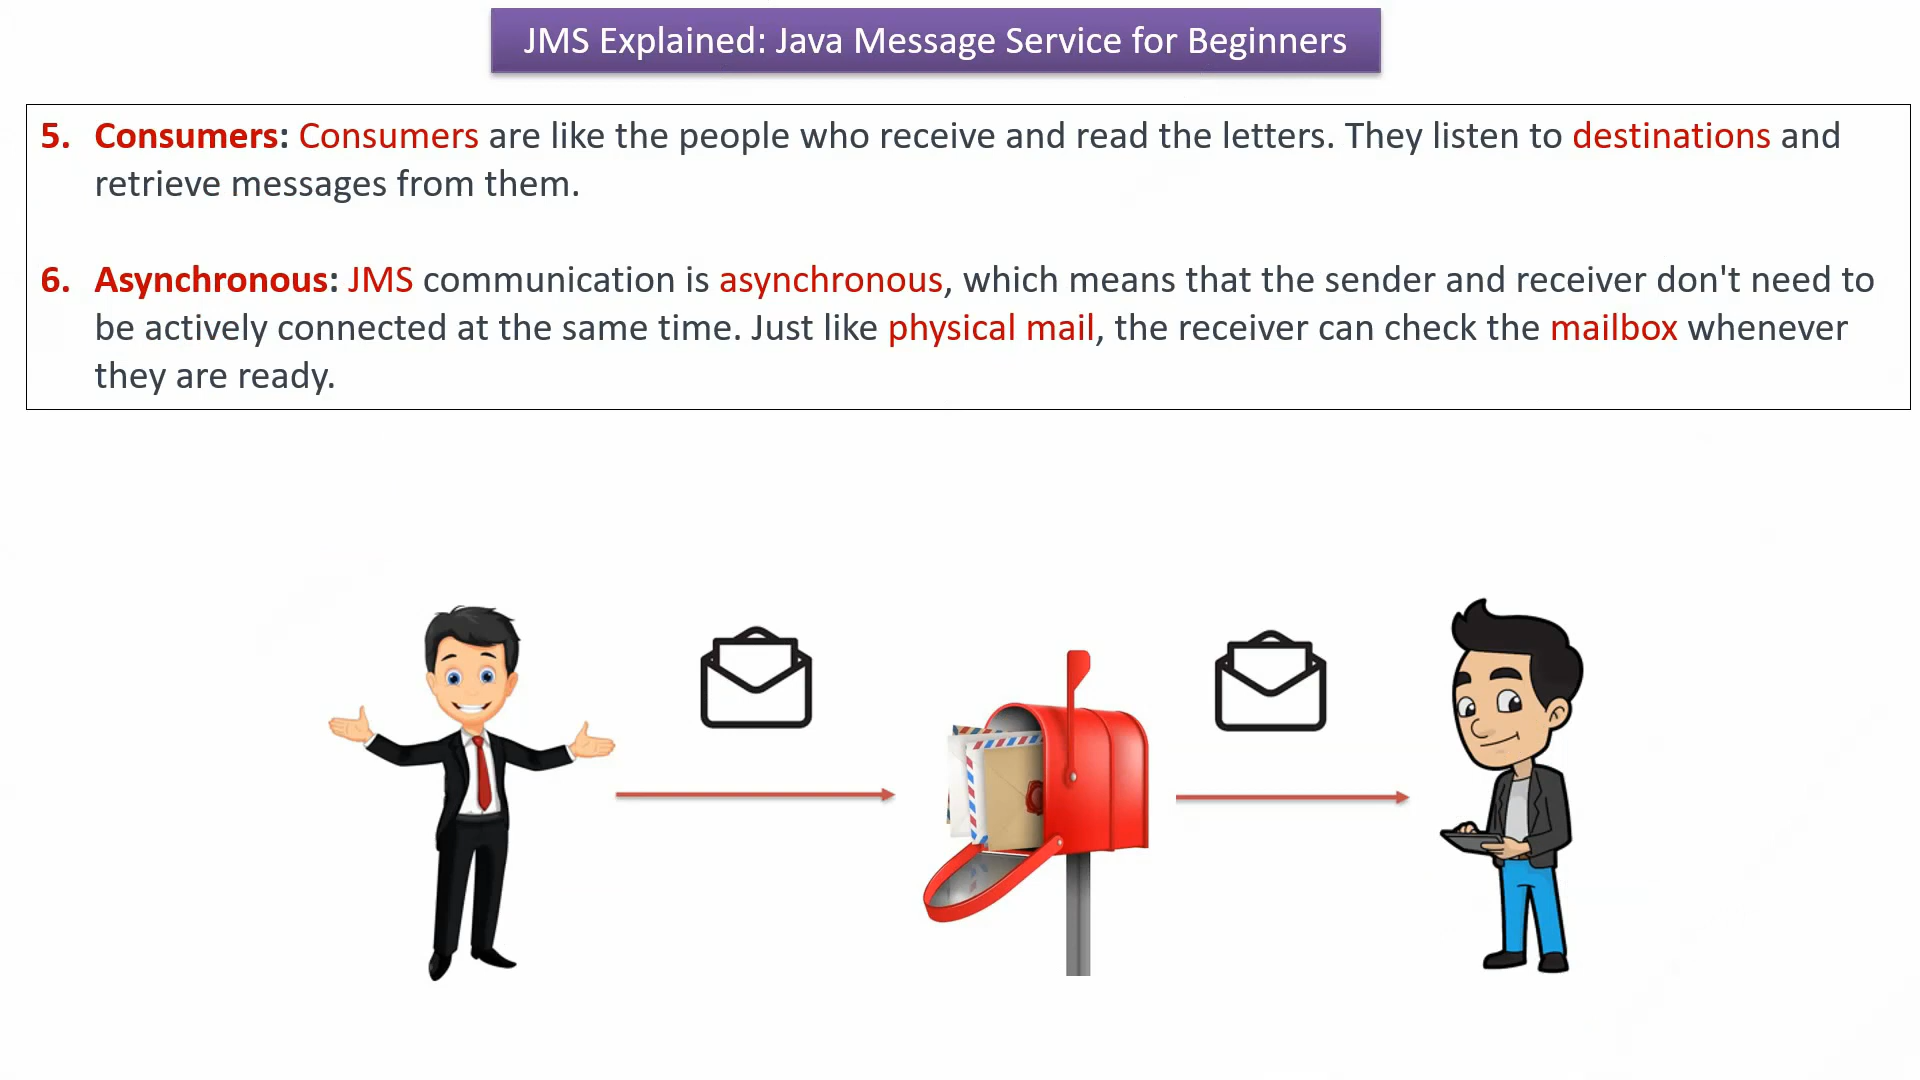 JMS Explained: Java Message Service for Beginners
5. Consumers: Consumers are like the people who receive and read the letters. They listen to destinations and
retrieve messages from them.
6. Asynchronous: JMS communication is asynchronous, which means that the sender and receiver don't need to
be actively connected at the same time. Just like physical mail, the receiver can check the mailbox whenever
they are ready.